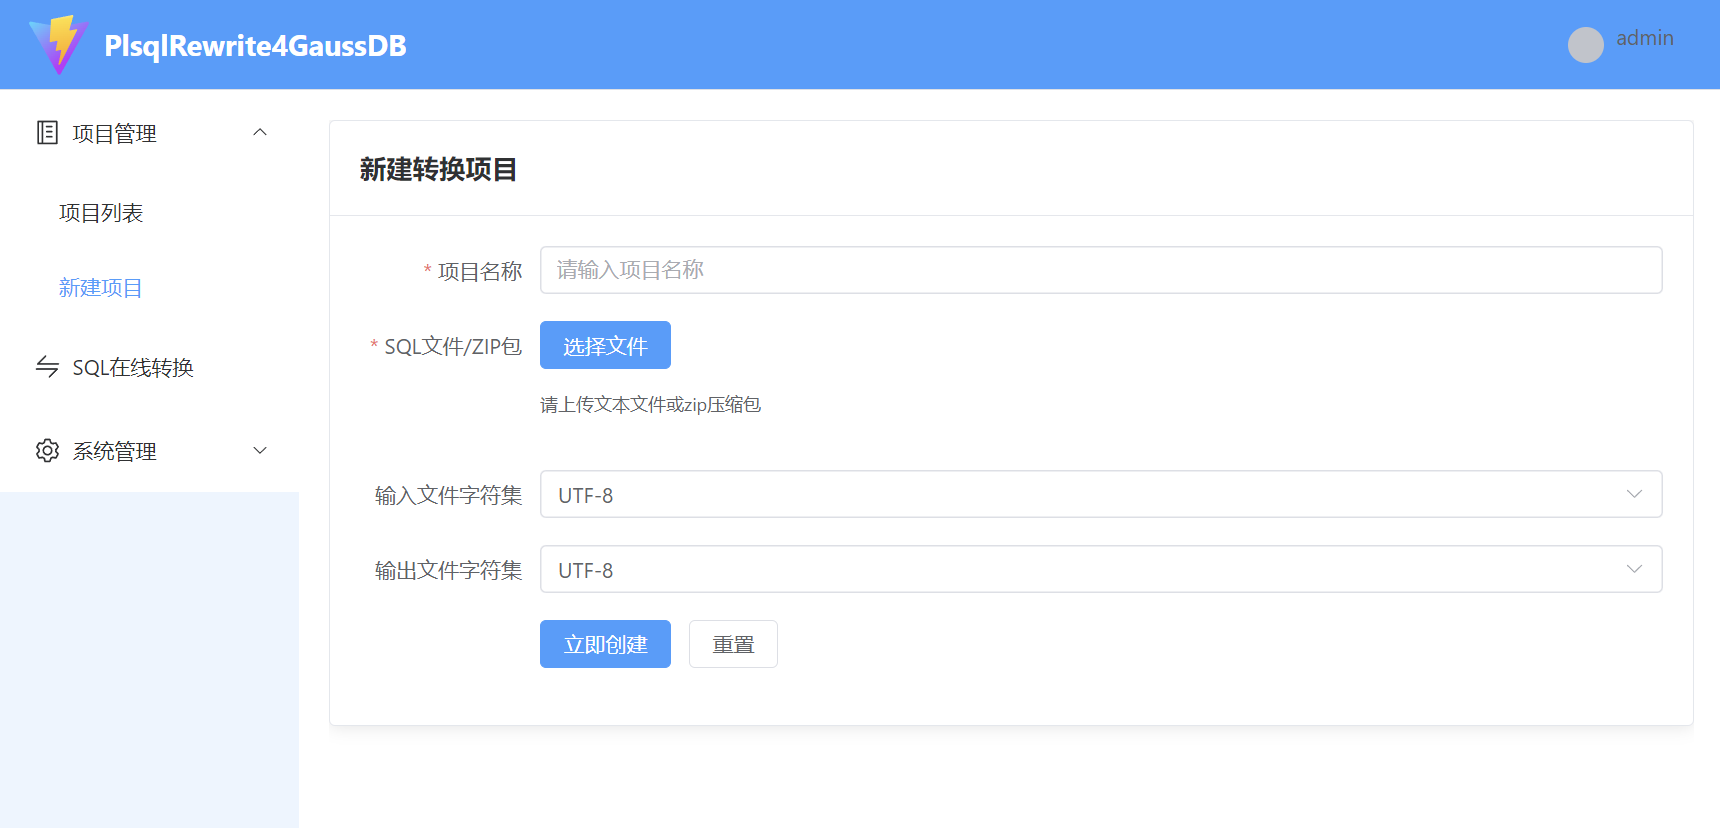 PlsqlRewrite4GaussDB
admin
项目管理
项目列表
新建项目
SQL在线转换
系统管理
新建转换项目
* 项目名称
请输入项目名称
* SQL文件/ZIP包
选择文件
请上传文本文件或zip压缩包
输入文件字符集
UTF-8
输出文件字符集
UTF-8
立即创建
重置